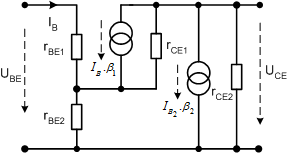 I_B
r_BE1
r_CE1
U_BE
I_B.β_1
U_CE
I_B2.β_2
r_CE2
r_BE2